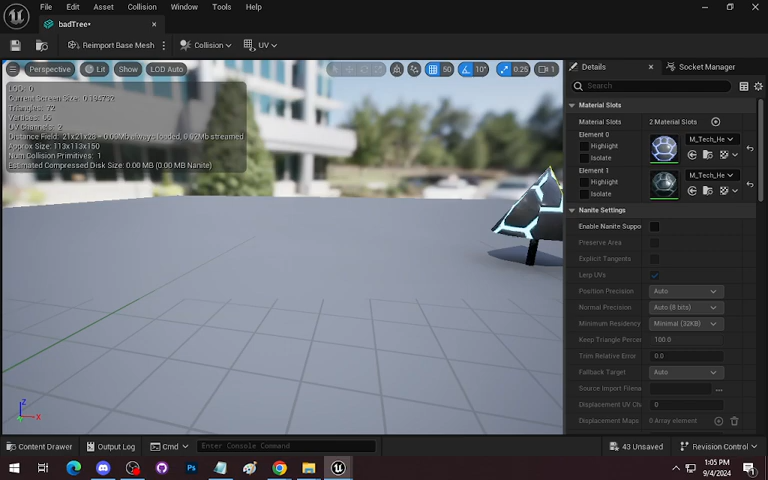 File Edit Asset Collision Window Tools Help
badTree*
Reimport Base Mesh Collision UV
Perspective Lit Show LOD Auto 50 10° 0.25 1
LOD: 0
Current Screen Size: 0.194732
Triangles: 72
Vertices: 66
UV Channels: 2
Distance Field: 21x21x28 = 0.00Mb always loaded, 0.02Mb streamed
Approx Size: 113x113x150
Num Collision Primitives: 1
Estimated Compressed Disk Size: 0.00 MB (0.00 MB Nanite)
Z
X
Details Socket Manager
Search
Material Slots
Material Slots 2 Material Slots
Element 0
Highlight
Isolate
M_Tech_He
Element 1
Highlight
Isolate
M_Tech_He
Nanite Settings
Enable Nanite Suppo
Preserve Area
Explicit Tangents
Lerp UVs
Position Precision Auto
Normal Precision Auto (8 bits)
Minimum Residency Minimal (32KB)
Keep Triangle Percer 100.0
Trim Relative Error 0.0
Fallback Target Auto
Source Import Filena
Displacement UV Cha 0
Displacement Maps 0 Array element
Content Drawer Output Log Cmd Enter Console Command 43 Unsaved Revision Control
1:05 PM
9/4/2024